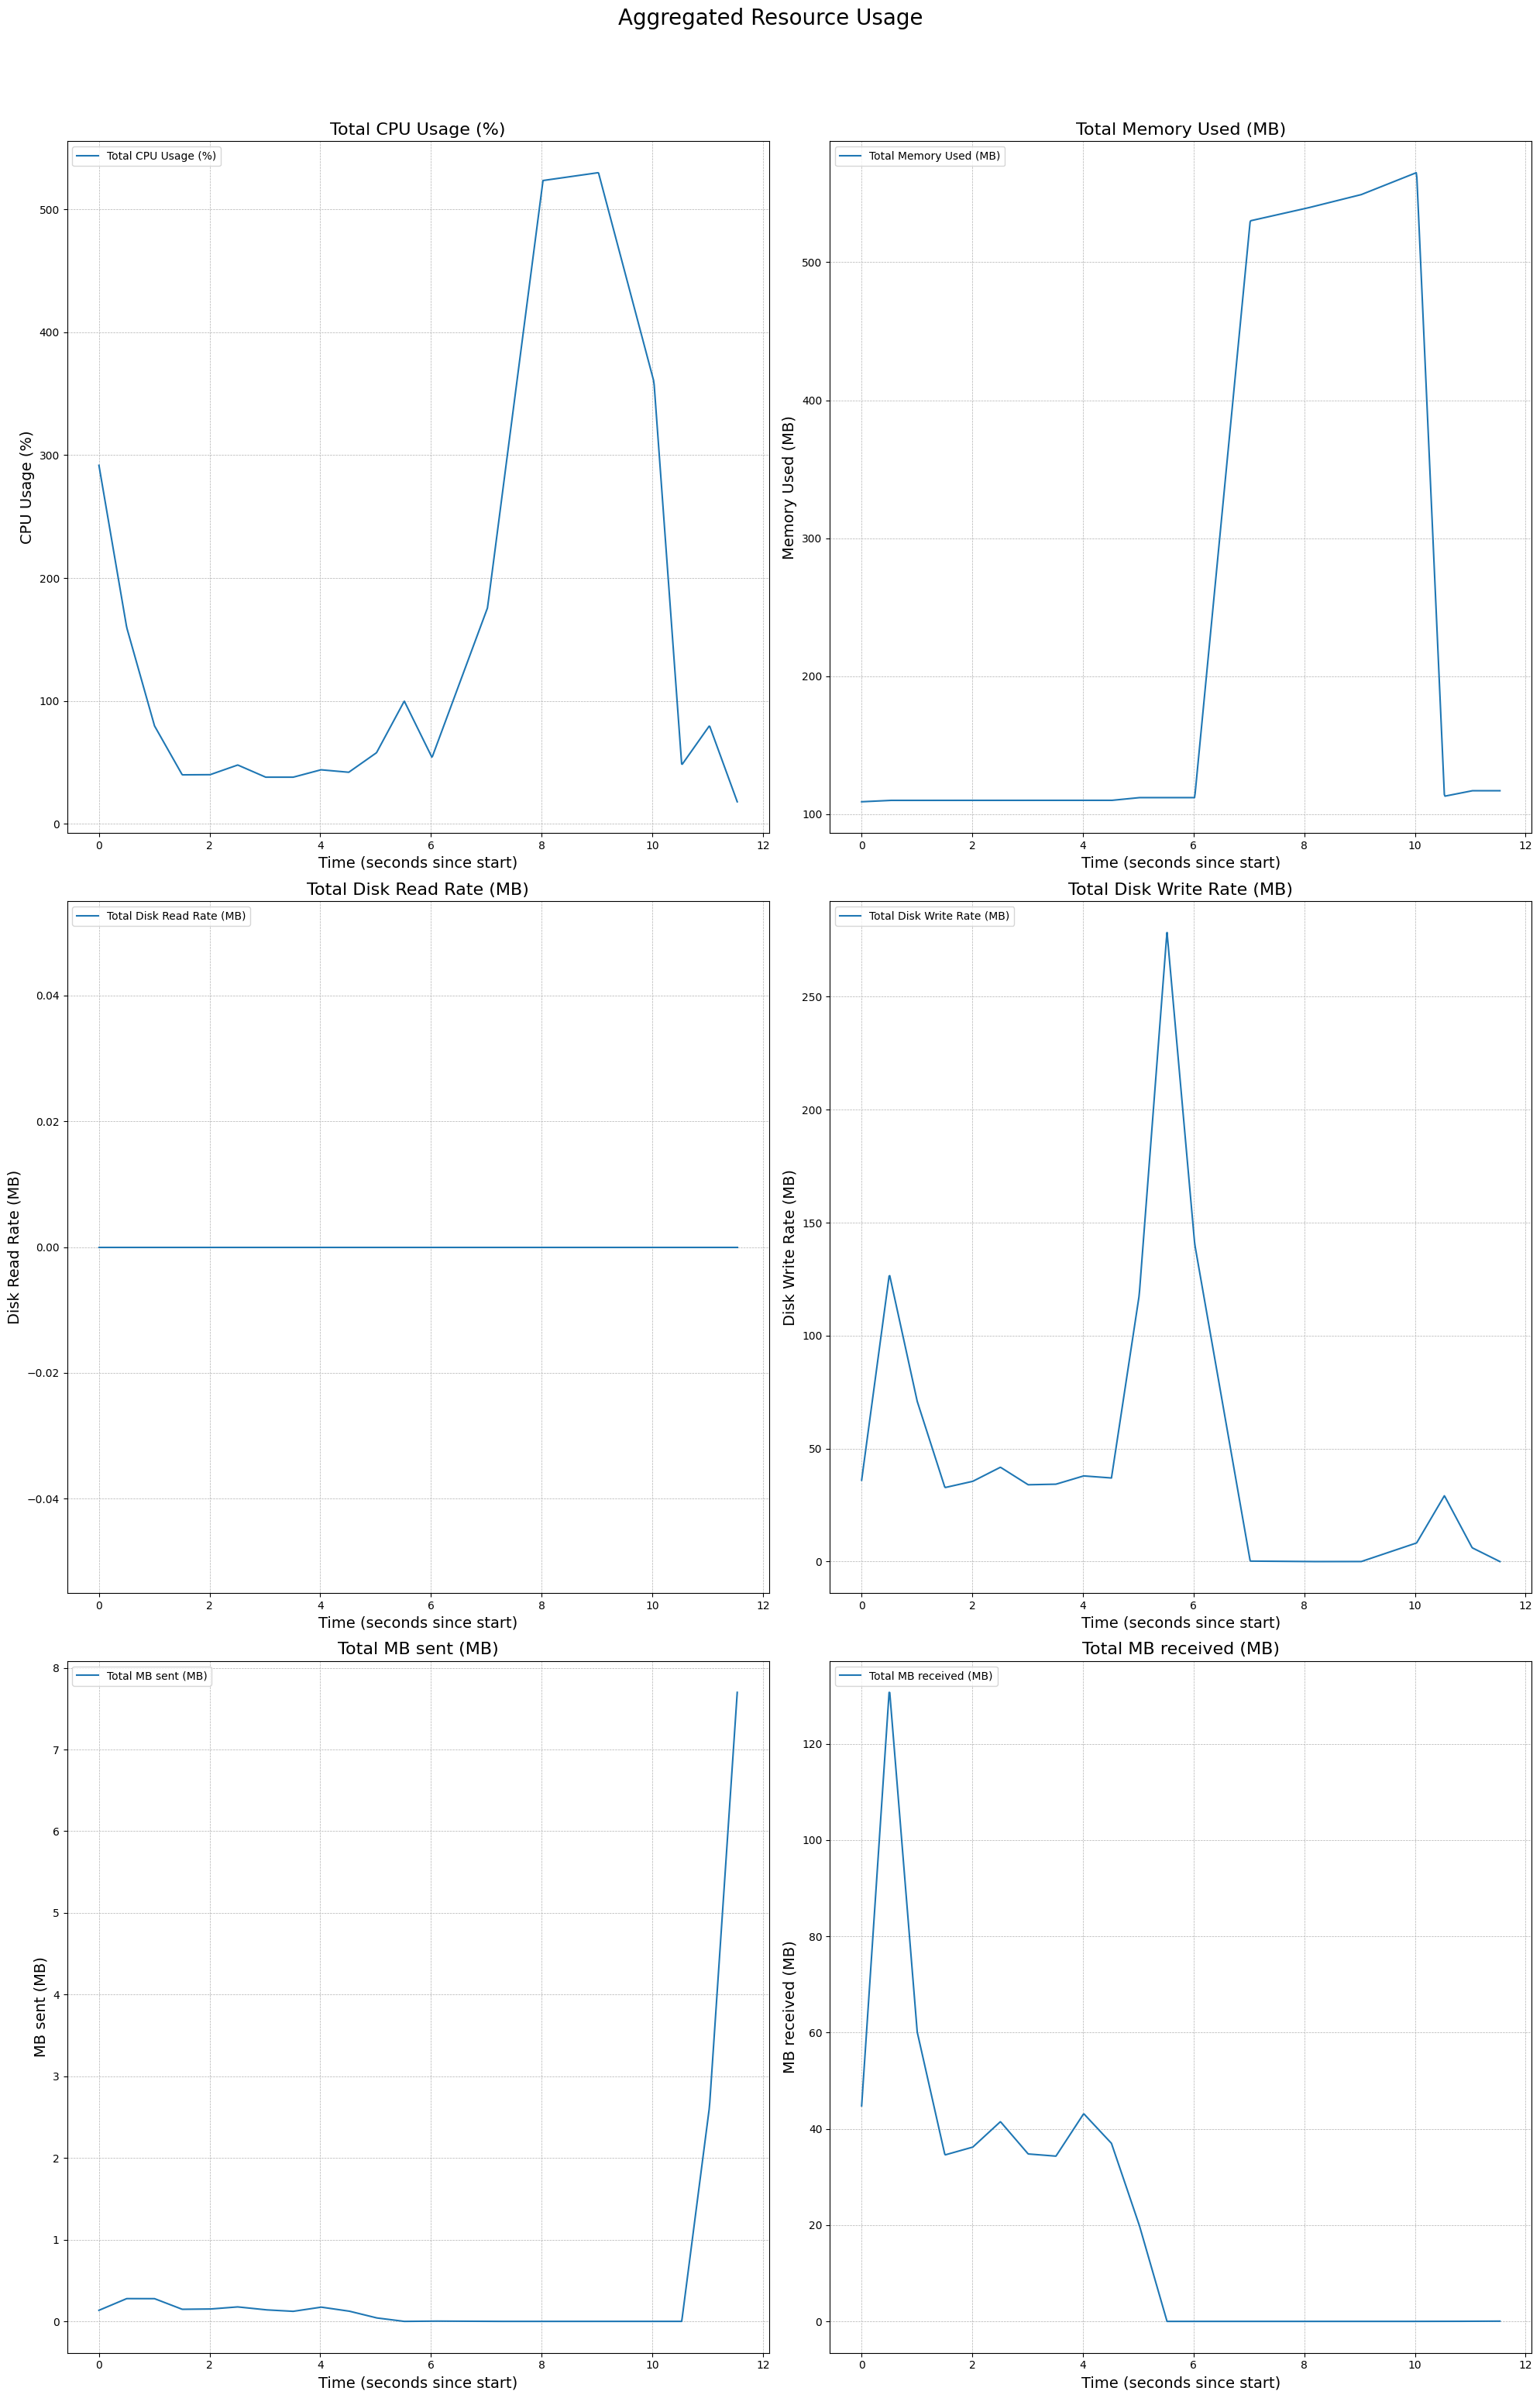 Aggregated Resource Usage
Total CPU Usage (%)
Total CPU Usage (%)
CPU Usage (%)
500
400
300
200
100
0
0 2 4 6 8 10 12
Time (seconds since start)
Total Memory Used (MB)
Total Memory Used (MB)
Memory Used (MB)
500
400
300
200
100
0 2 4 6 8 10 12
Time (seconds since start)
Total Disk Read Rate (MB)
Total Disk Read Rate (MB)
Disk Read Rate (MB)
0.04
0.02
0.00
−0.02
−0.04
0 2 4 6 8 10 12
Time (seconds since start)
Total Disk Write Rate (MB)
Total Disk Write Rate (MB)
Disk Write Rate (MB)
250
200
150
100
50
0
0 2 4 6 8 10 12
Time (seconds since start)
Total MB sent (MB)
Total MB sent (MB)
MB sent (MB)
8
7
6
5
4
3
2
1
0
0 2 4 6 8 10 12
Time (seconds since start)
Total MB received (MB)
Total MB received (MB)
MB received (MB)
120
100
80
60
40
20
0
0 2 4 6 8 10 12
Time (seconds since start)